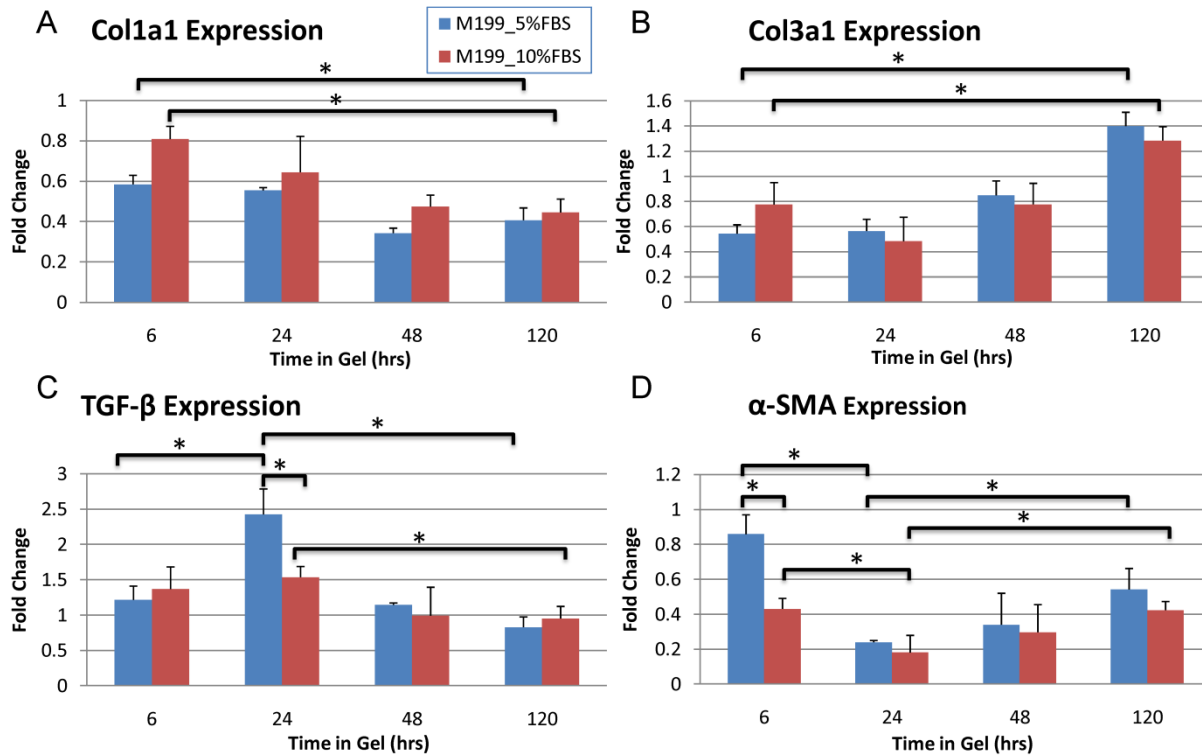 A
Col1a1 Expression
M199_5%FBS
M199_10%FBS
*
*
Fold Change
1
0.8
0.6
0.4
0.2
0
6 24 48 120
Time in Gel (hrs)
B
Col3a1 Expression
*
*
Fold Change
1.6
1.4
1.2
1
0.8
0.6
0.4
0.2
0
6 24 48 120
Time in Gel (hrs)
C
TGF-β Expression
*
*
*
*
Fold Change
3
2.5
2
1.5
1
0.5
0
6 24 48 120
Time in Gel (hrs)
D
α-SMA Expression
*
*
*
*
*
Fold Change
1.2
1
0.8
0.6
0.4
0.2
0
6 24 48 120
Time in Gel (hrs)